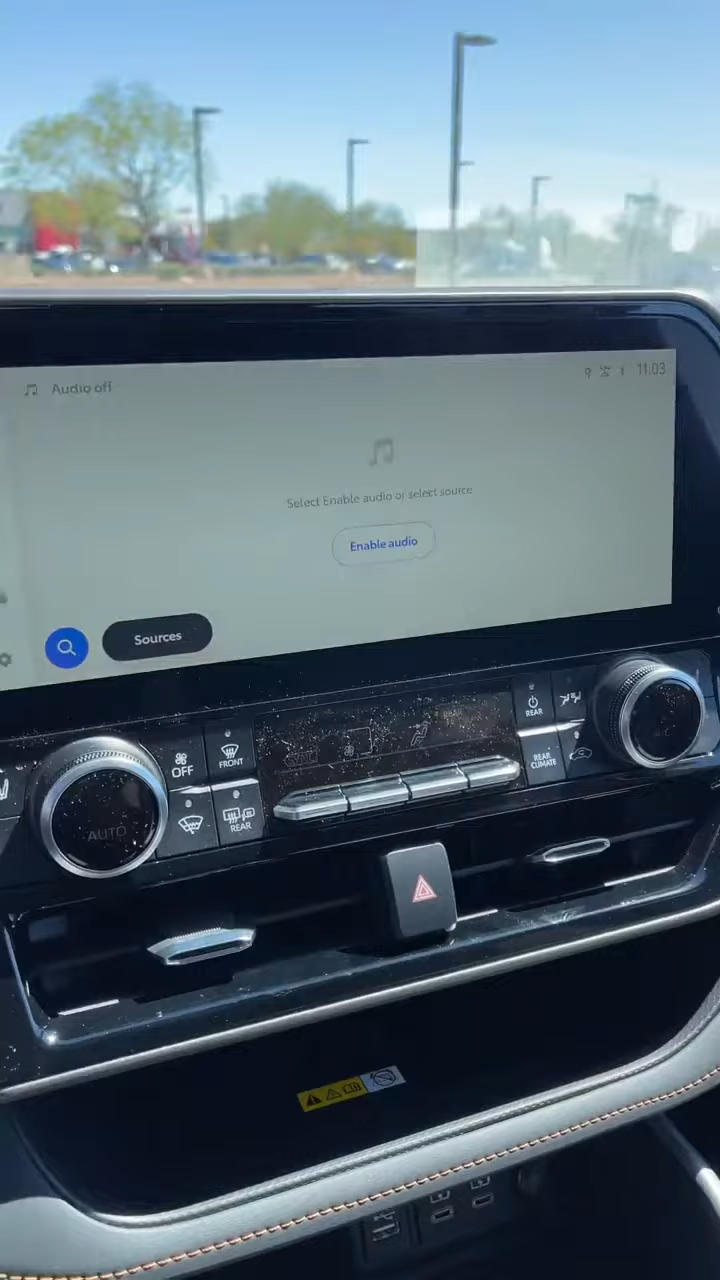 Audio off
11:03
Select Enable audio or select source
Enable audio
Sources
OFF
FRONT
REAR
REAR
REAR
CLIMATE
AUTO